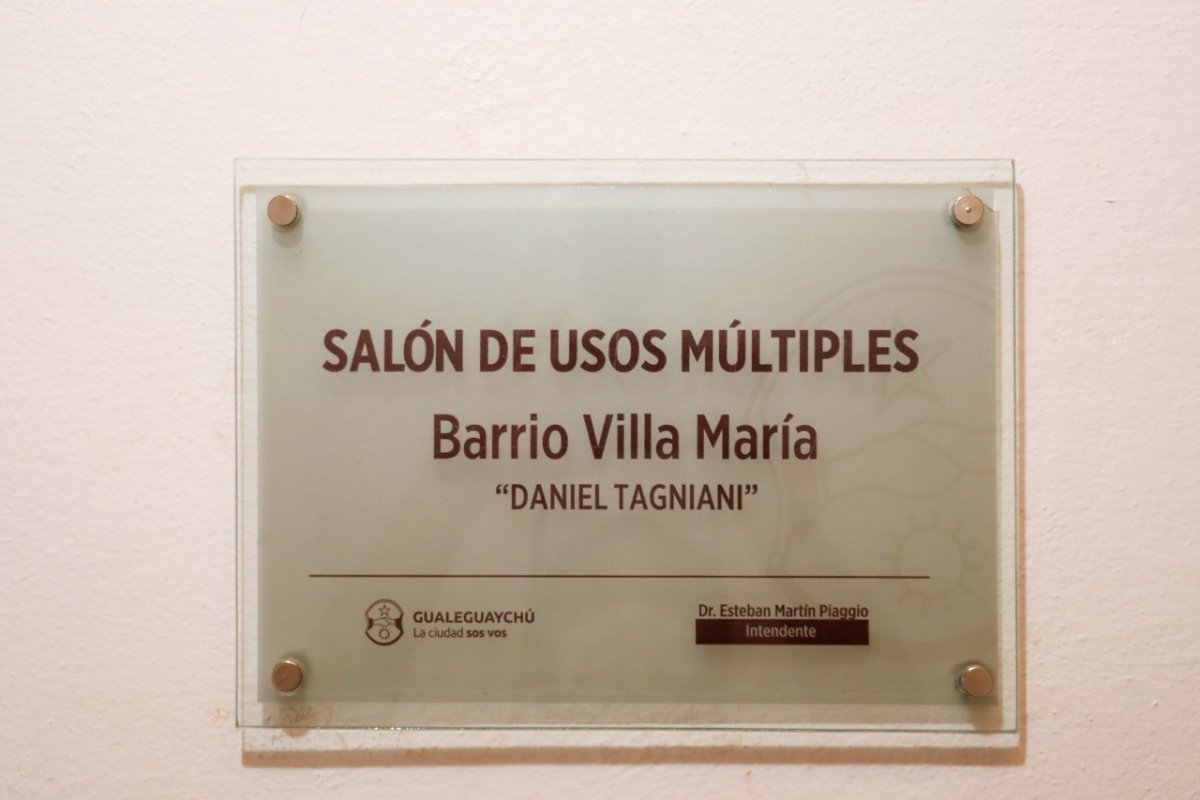 SALÓN DE USOS MÚLTIPLES
Barrio Villa María
“DANIEL TAGNIANI”
GUALEGUAYCHÚ
La ciudad sos vos
Dr. Esteban Martín Piaggio
Intendente